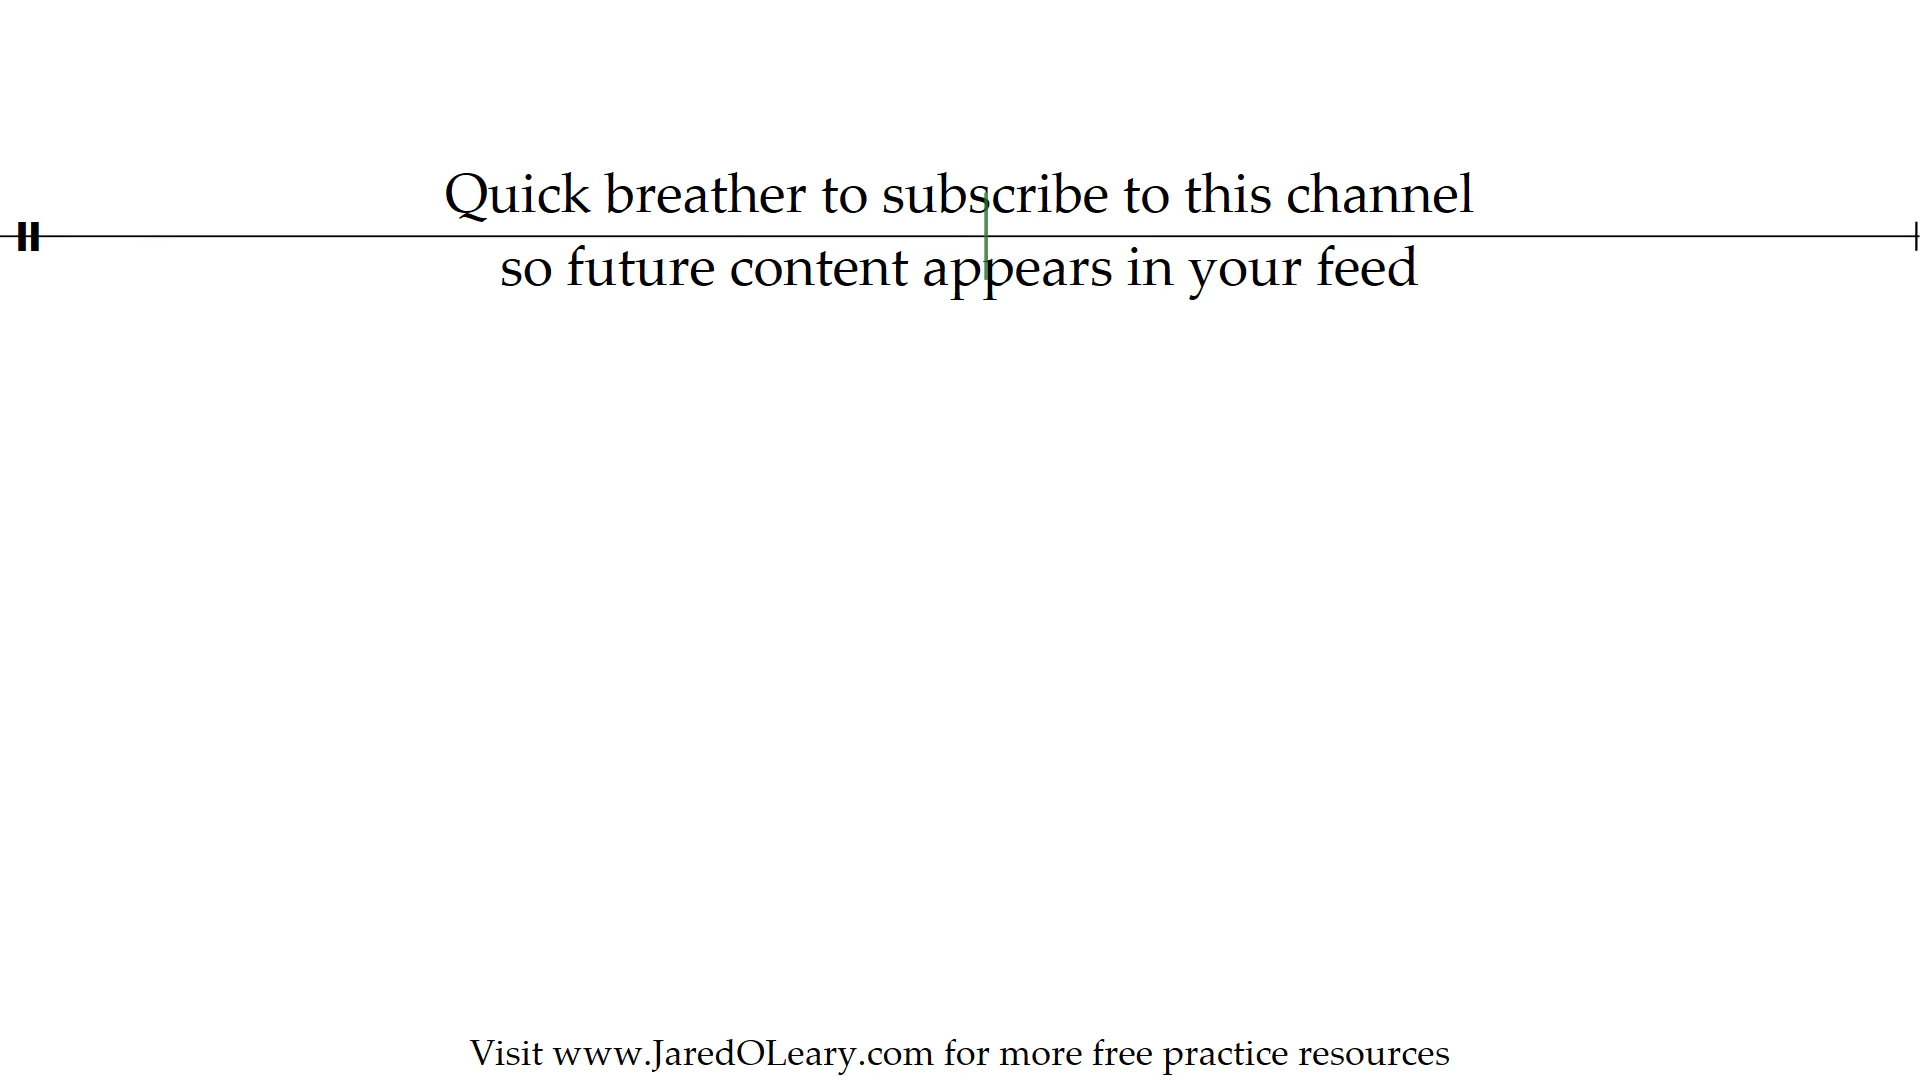 Quick breather to subscribe to this channel
so future content appears in your feed
Visit www.JaredOLeary.com for more free practice resources